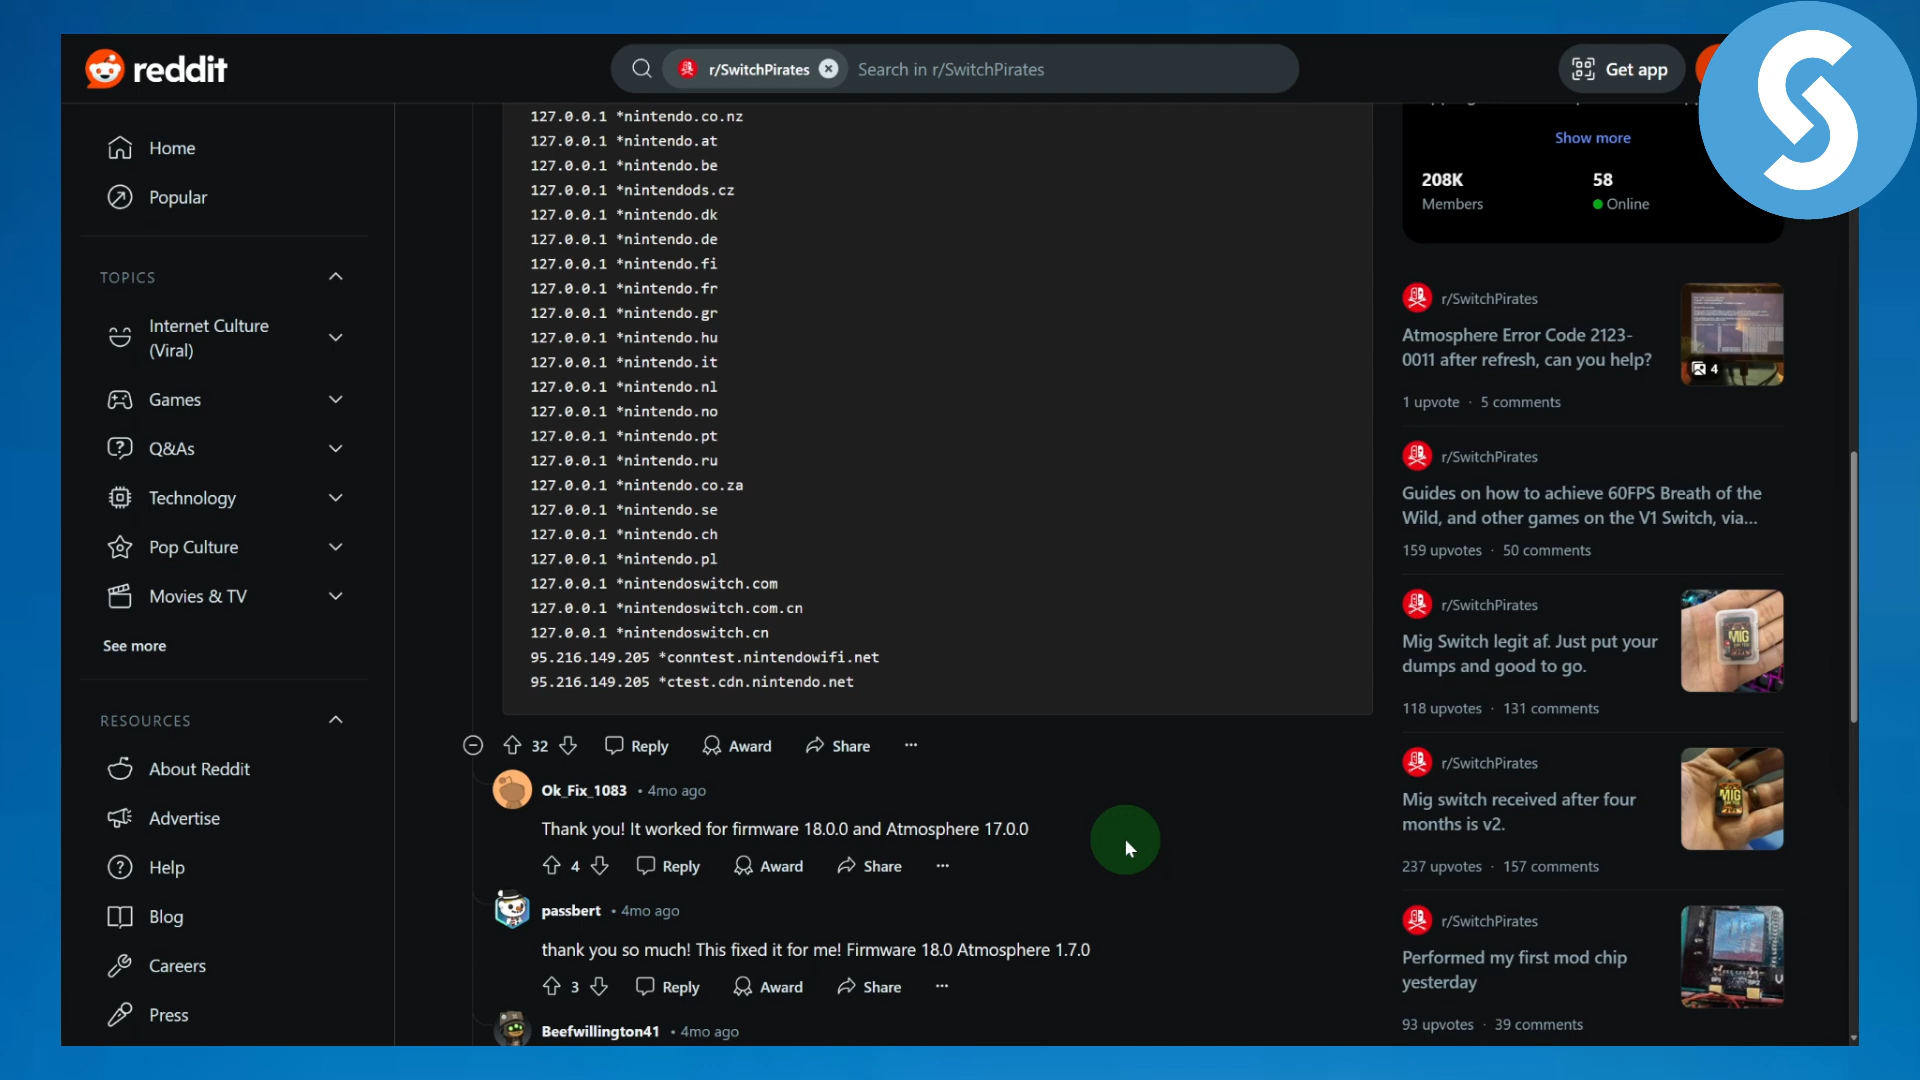 reddit
r/SwitchPirates
Search in r/SwitchPirates
Get app
Home
Popular
TOPICS
Internet Culture
(Viral)
Games
Q&As
Technology
Pop Culture
Movies & TV
See more
RESOURCES
About Reddit
Advertise
Help
Blog
Careers
Press
127.0.0.1 *nintendo.co.nz
127.0.0.1 *nintendo.at
127.0.0.1 *nintendo.be
127.0.0.1 *nintendods.cz
127.0.0.1 *nintendo.dk
127.0.0.1 *nintendo.de
127.0.0.1 *nintendo.fi
127.0.0.1 *nintendo.fr
127.0.0.1 *nintendo.gr
127.0.0.1 *nintendo.hu
127.0.0.1 *nintendo.it
127.0.0.1 *nintendo.nl
127.0.0.1 *nintendo.no
127.0.0.1 *nintendo.pt
127.0.0.1 *nintendo.ru
127.0.0.1 *nintendo.co.za
127.0.0.1 *nintendo.se
127.0.0.1 *nintendo.ch
127.0.0.1 *nintendo.pl
127.0.0.1 *nintendoswitch.com
127.0.0.1 *nintendoswitch.com.cn
127.0.0.1 *nintendoswitch.cn
95.216.149.205 *conntest.nintendowifi.net
95.216.149.205 *ctest.cdn.nintendo.net
32 Reply Award Share
Ok_Fix_1083 • 4mo ago
Thank you! It worked for firmware 18.0.0 and Atmosphere 17.0.0
4 Reply Award Share
passbert • 4mo ago
thank you so much! This fixed it for me! Firmware 18.0 Atmosphere 1.7.0
3 Reply Award Share
Beefwillington41 • 4mo ago
Show more
208K 58
Members Online
r/SwitchPirates
Atmosphere Error Code 2123-
0011 after refresh, can you help?
4
1 upvote · 5 comments
r/SwitchPirates
Guides on how to achieve 60FPS Breath of the
Wild, and other games on the V1 Switch, via...
159 upvotes · 50 comments
r/SwitchPirates
Mig Switch legit af. Just put your
dumps and good to go.
MIG
118 upvotes · 131 comments
r/SwitchPirates
Mig switch received after four
months is v2.
MIG
237 upvotes · 157 comments
r/SwitchPirates
Performed my first mod chip
yesterday
93 upvotes · 39 comments